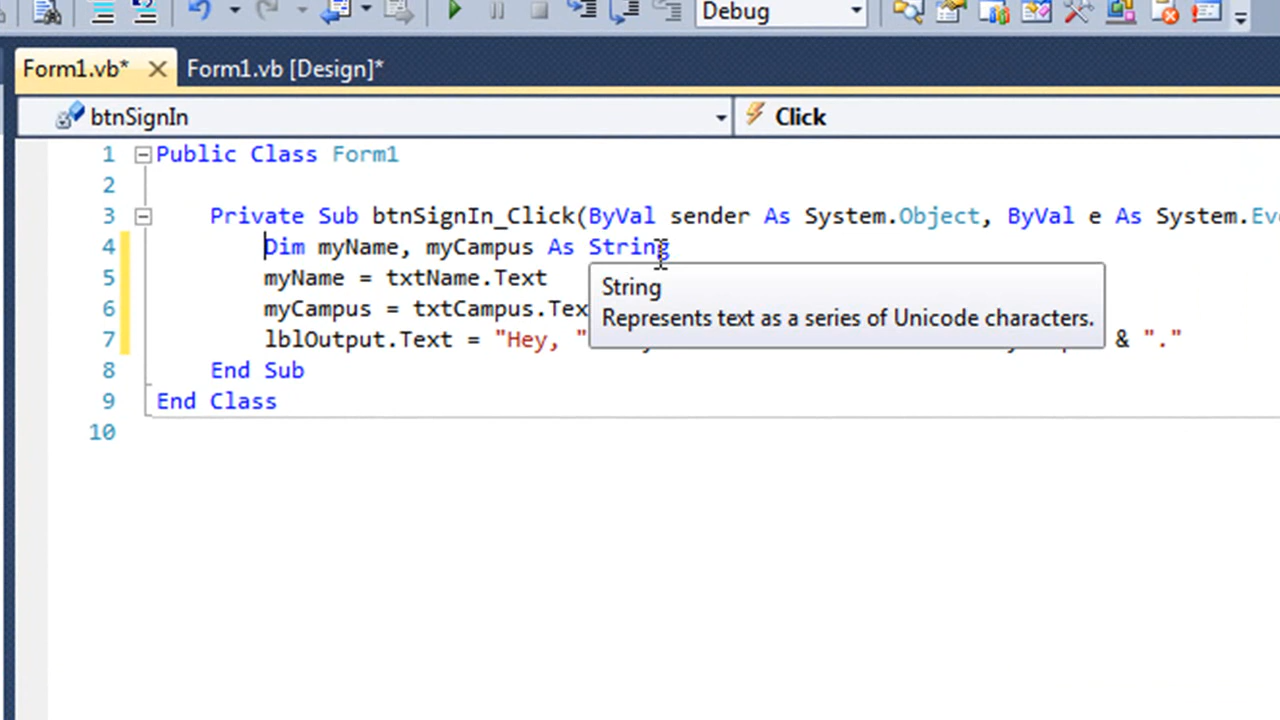 Debug
Form1.vb* Form1.vb [Design]*
btnSignIn Click
1 Public Class Form1
2
3 Private Sub btnSignIn_Click(ByVal sender As System.Object, ByVal e As System.
4 Dim myName, myCampus As String
5 myName = txtName.Text
String
6 myCampus = txtCampus.Tex
Represents text as a series of Unicode characters.
7 lblOutput.Text = "Hey, " & "."
8 End Sub
9 End Class
10